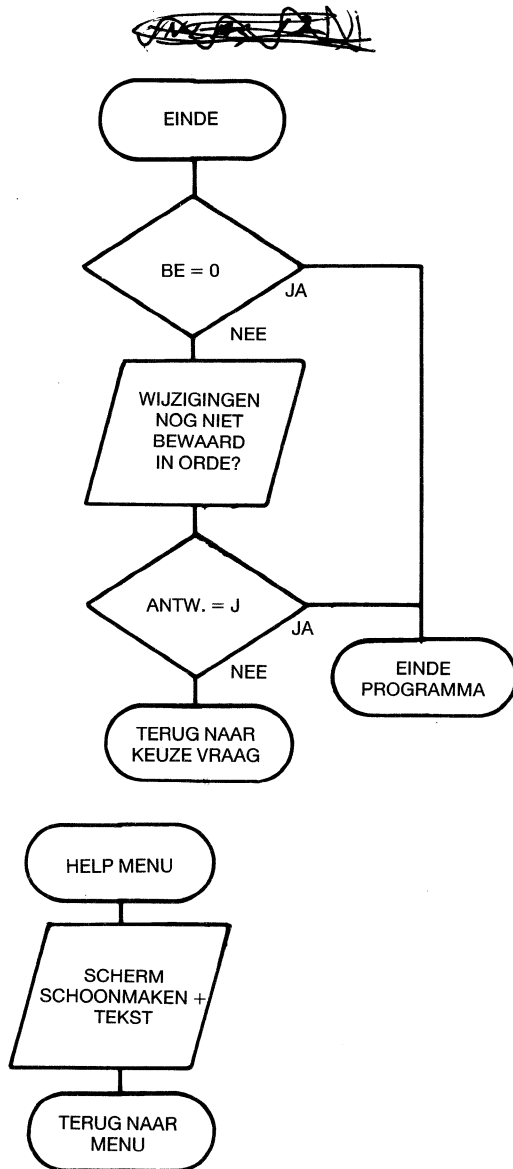 EINDE
BE = 0
JA
NEE
WIJZIGINGEN
NOG NIET
BEWAARD
IN ORDE?
ANTW. = J
JA
NEE
EINDE
PROGRAMMA
TERUG NAAR
KEUZE VRAAG
HELP MENU
SCHERM
SCHOONMAKEN +
TEKST
TERUG NAAR
MENU